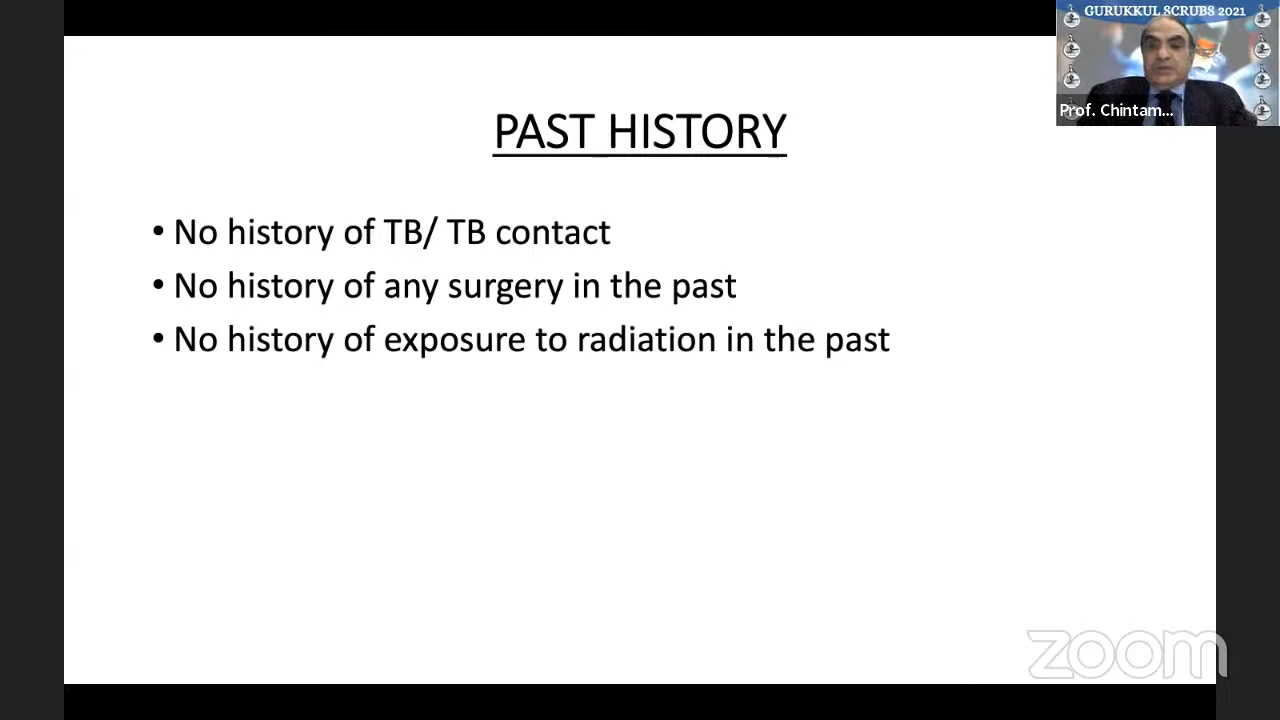 GURUKKUL SCRUBS 2021
Prof. Chintam...
PAST HISTORY
• No history of TB/ TB contact
• No history of any surgery in the past
• No history of exposure to radiation in the past
zoom